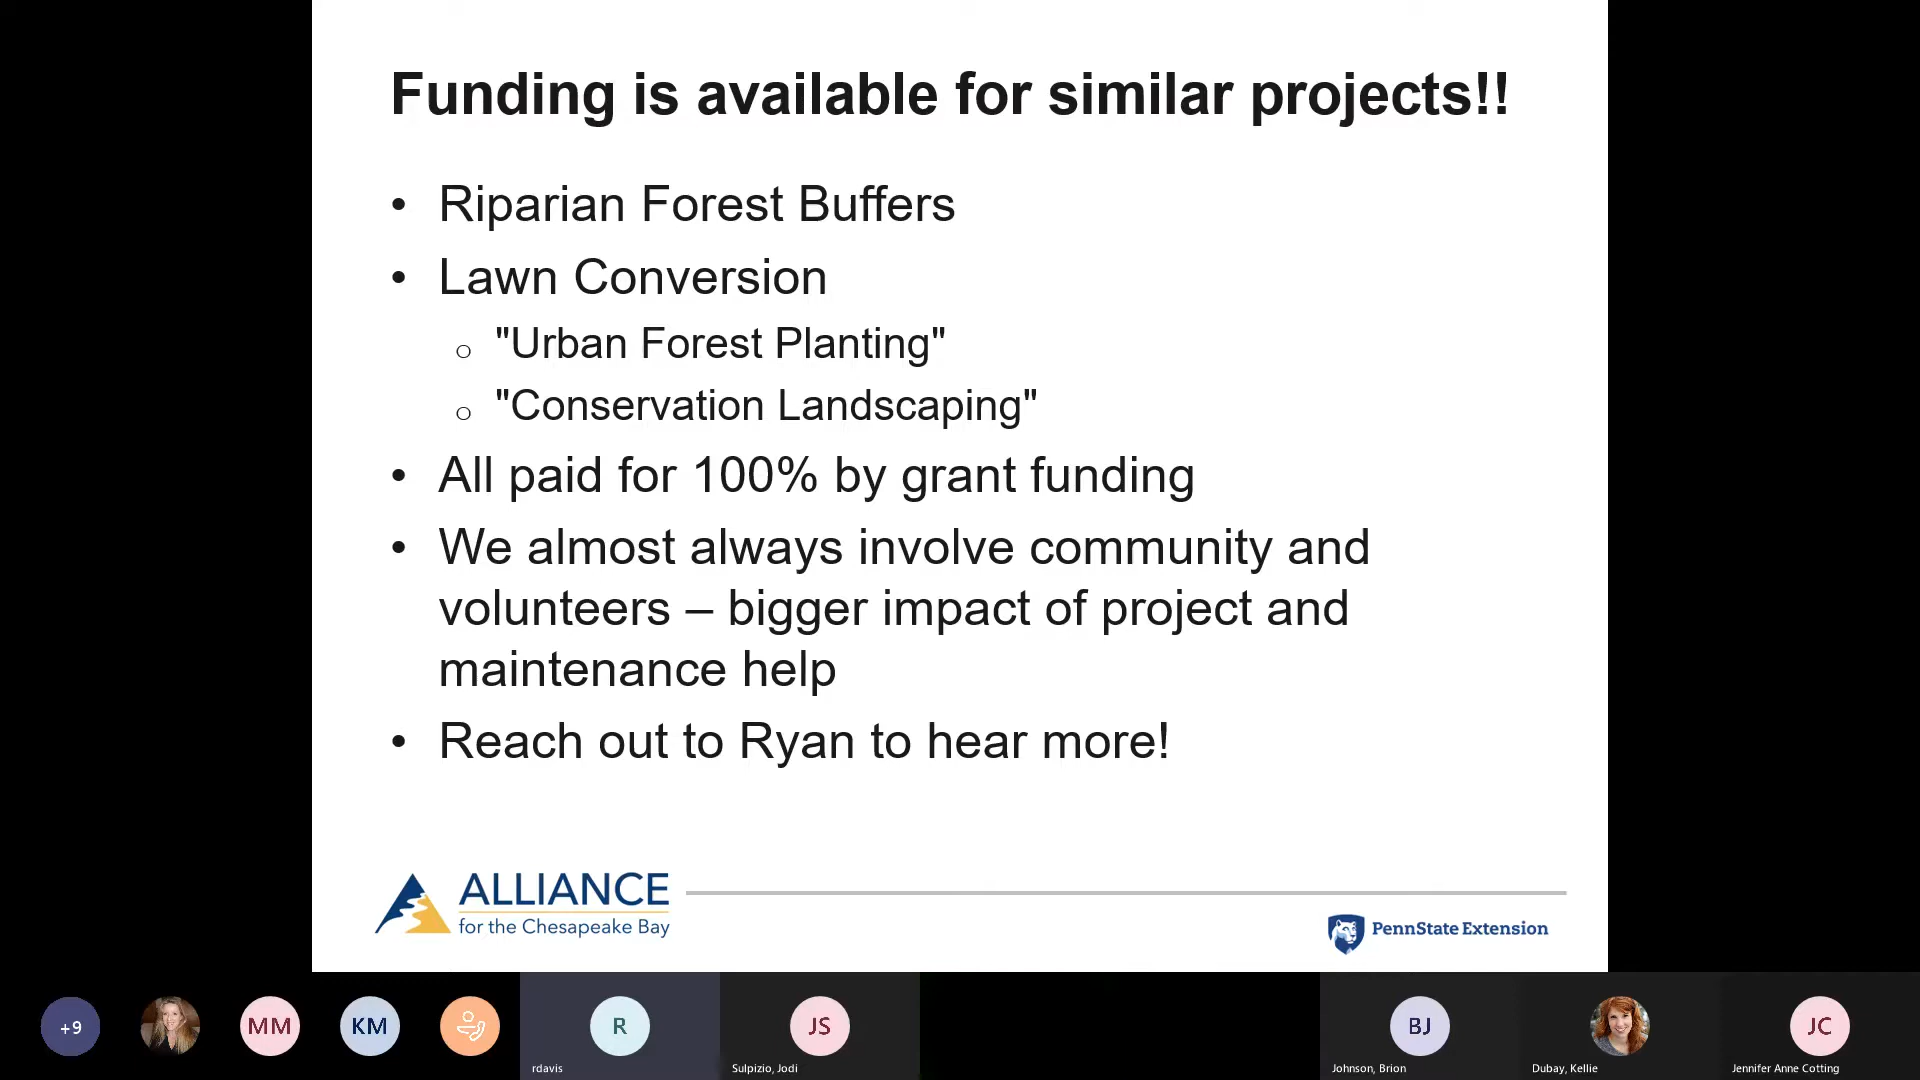 Funding is available for similar projects!!
• Riparian Forest Buffers
• Lawn Conversion
o "Urban Forest Planting"
o "Conservation Landscaping"
• All paid for 100% by grant funding
• We almost always involve community and
volunteers – bigger impact of project and
maintenance help
• Reach out to Ryan to hear more!
ALLIANCE
for the Chesapeake Bay
PennState Extension
+9
MM
KM
R
JS
BJ
JC
rdavis
Sulpizio, Jodi
Johnson, Brion
Dubay, Kellie
Jennifer Anne Cotting